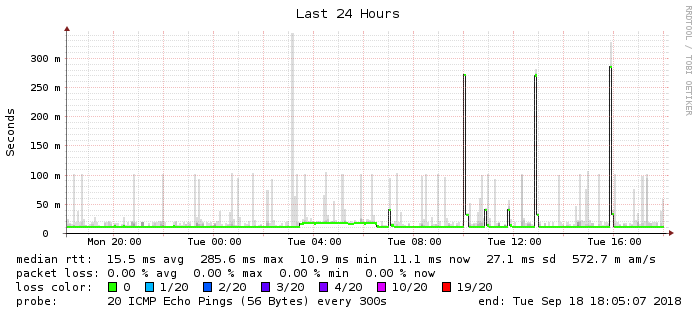 Last 24 Hours
RRDTOOL / TOBI OETIKER
Seconds
300 m
250 m
200 m
150 m
100 m
50 m
0
Mon 20:00 Tue 00:00 Tue 04:00 Tue 08:00 Tue 12:00 Tue 16:00
median rtt: 15.5 ms avg 285.6 ms max 10.9 ms min 11.1 ms now 27.1 ms sd 572.7 m am/s
packet loss: 0.00 % avg 0.00 % max 0.00 % min 0.00 % now
loss color: 0 1/20 2/20 3/20 4/20 10/20 19/20
probe: 20 ICMP Echo Pings (56 Bytes) every 300s end: Tue Sep 18 18:05:07 2018